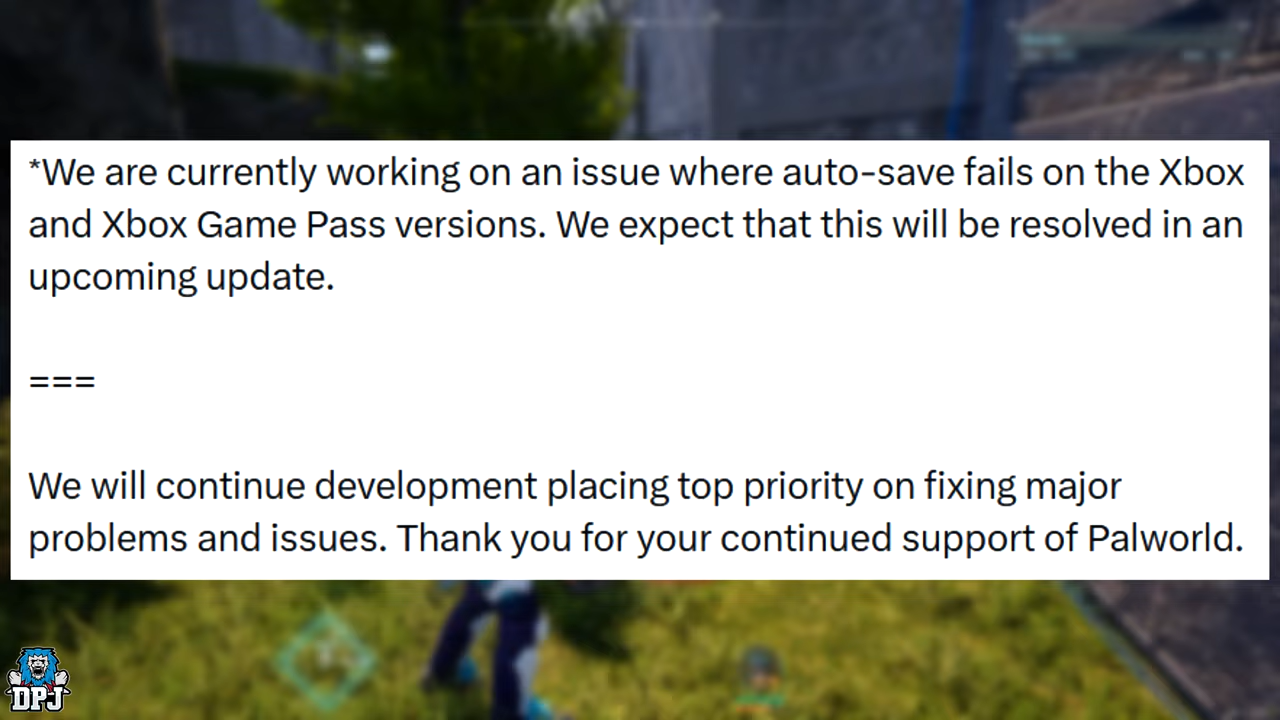 *We are currently working on an issue where auto-save fails on the Xbox
and Xbox Game Pass versions. We expect that this will be resolved in an
upcoming update.
===
We will continue development placing top priority on fixing major
problems and issues. Thank you for your continued support of Palworld.
DPJ